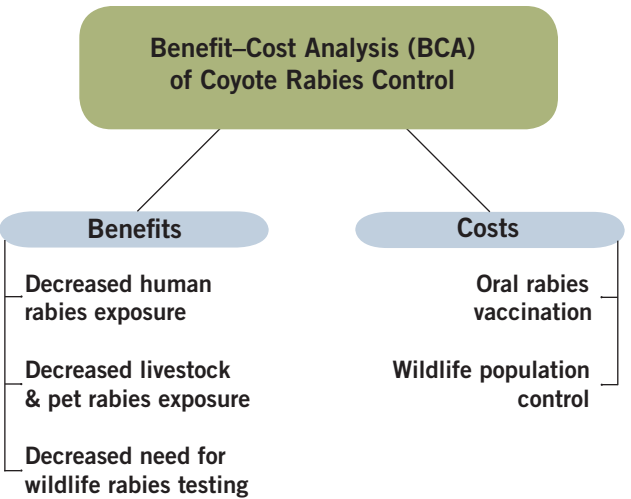 Benefit–Cost Analysis (BCA)
of Coyote Rabies Control
Benefits
Decreased human
rabies exposure
Decreased livestock
& pet rabies exposure
Decreased need for
wildlife rabies testing
Costs
Oral rabies
vaccination
Wildlife population
control